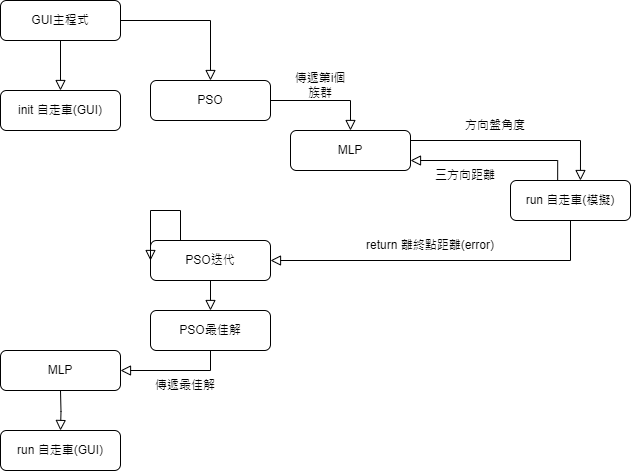 GUI主程式
init 自走車(GUI)
PSO
傳遞第i個
族群
MLP
方向盤角度
三方向距離
run 自走車(模擬)
return 離終點距離(error)
PSO迭代
PSO最佳解
MLP
傳遞最佳解
run 自走車(GUI)